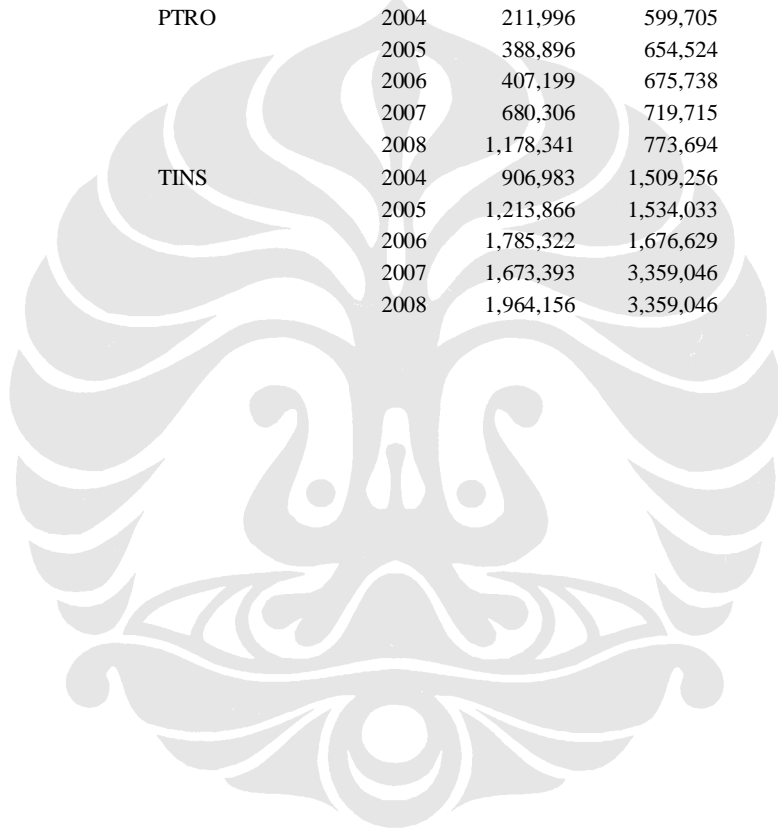 PTRO 2004 211,996 599,705
2005 388,896 654,524
2006 407,199 675,738
2007 680,306 719,715
2008 1,178,341 773,694
TINS 2004 906,983 1,509,256
2005 1,213,866 1,534,033
2006 1,785,322 1,676,629
2007 1,673,393 3,359,046
2008 1,964,156 3,359,046